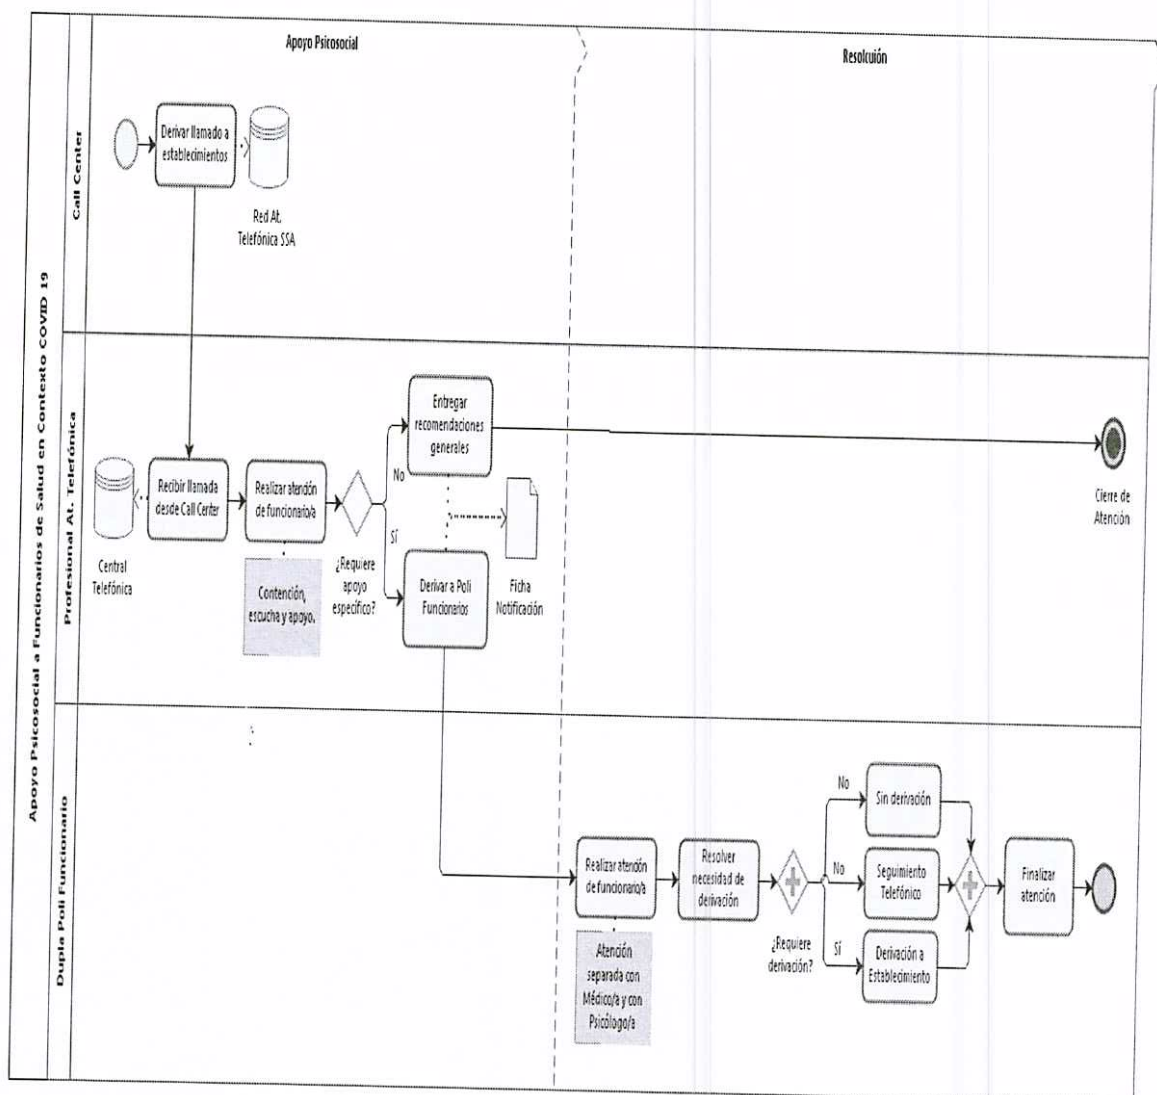 Apoyo Psicosocial a Funcionarios de Salud en Contexto COVID 19
Apoyo Psicosocial
Resolcuión
Call Center
Derivar llamado a
establecimientos
Red At.
Telefónica SSA
Profesional At. Telefónica
Central
Telefónica
Recibir llamada
desde Call Center
Realizar atención
de funcionario/a
Contención,
escucha y apoyo.
¿Requiere
apoyo
específico?
No
Sí
Entregar
recomendaciones
generales
Derivar a Poli
Funcionarios
Ficha
Notificación
Cierre de
Atención
Dupla Poli Funcionario
Realizar atención
de funcionario/a
Atención
separada con
Médico/a y con
Psicólogo/a
Resolver
necesidad de
derivación
¿Requiere
derivación?
No
No
Sí
Sin derivación
Seguimiento
Telefónico
Derivación a
Establecimiento
Finalizar
atención